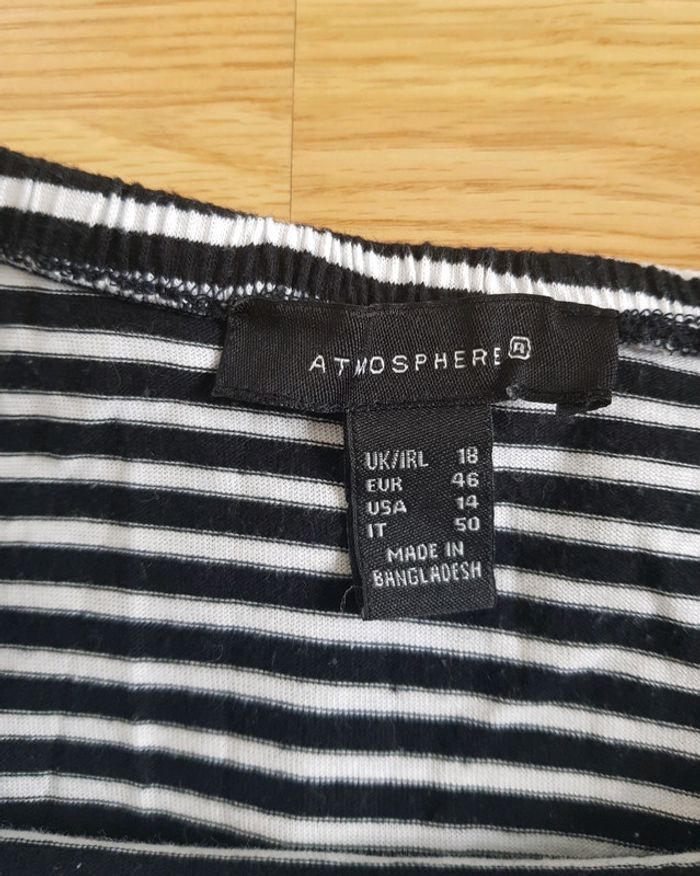 ATMOSPHERE®
UK/IRL 18
EUR 46
USA 14
IT 50
MADE IN
BANGLADESH